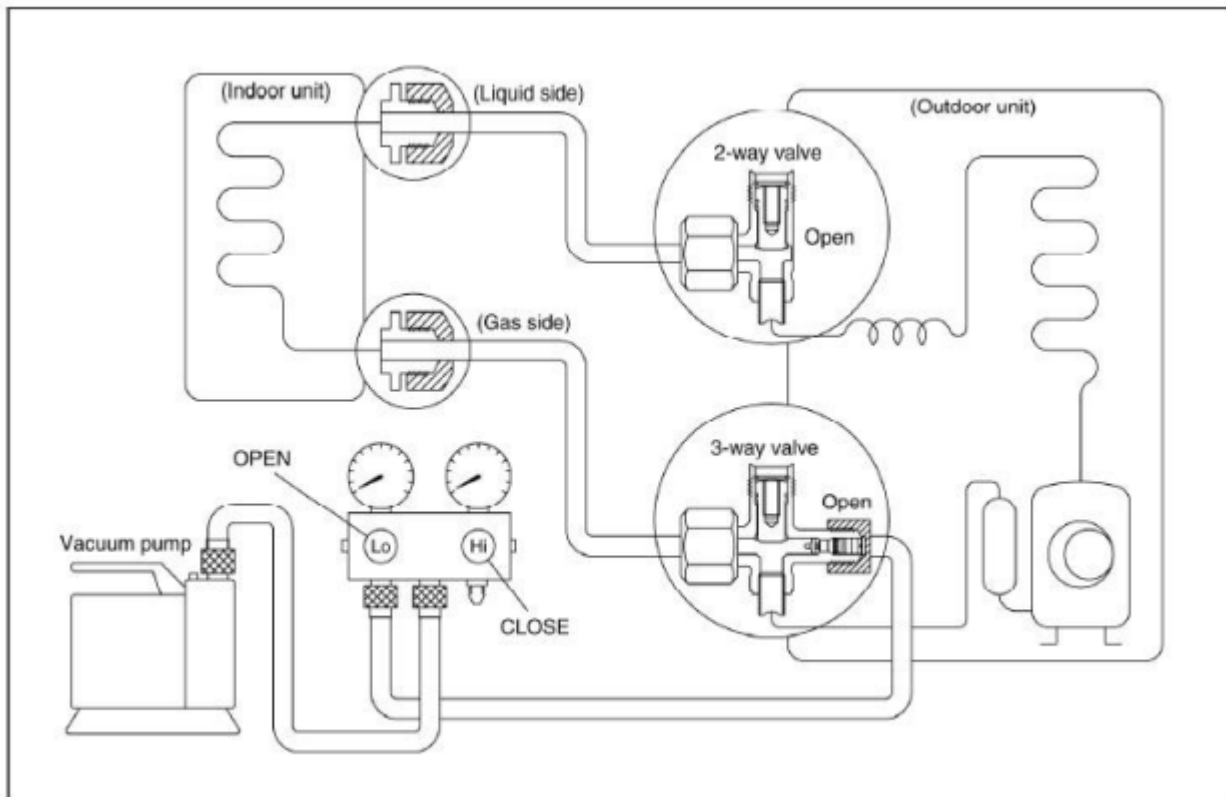 (Indoor unit)
(Liquid side)
(Outdoor unit)
2-way valve
Open
(Gas side)
3-way valve
Open
OPEN
Lo
Hi
Vacuum pump
CLOSE